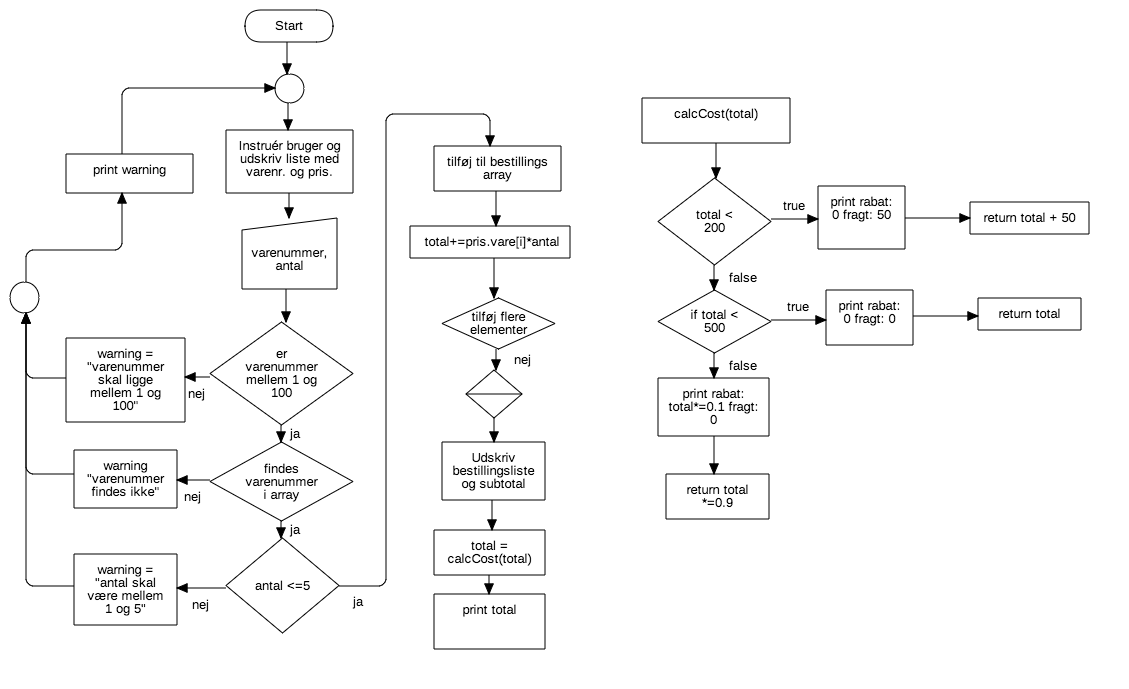 Start
Instruér bruger og
udskriv liste med
varenr. og pris.
print warning
varenummer,
antal
er
varenummer
mellem 1 og
100
nej
warning =
"varenummer
skal ligge
mellem 1 og
100"
ja
findes
varenummer
i array
nej
warning
"varenummer
findes ikke"
ja
antal <=5
nej
warning =
"antal skal
være mellem
1 og 5"
ja
tilføj til bestillings
array
total+=pris.vare[i]*antal
tilføj flere
elementer
nej
Udskriv
bestillingsliste
og subtotal
total =
calcCost(total)
print total
calcCost(total)
total <
200
true
print rabat:
0 fragt: 50
return total + 50
false
if total <
500
true
print rabat:
0 fragt: 0
return total
false
print rabat:
total*=0.1 fragt:
0
return total
*=0.9